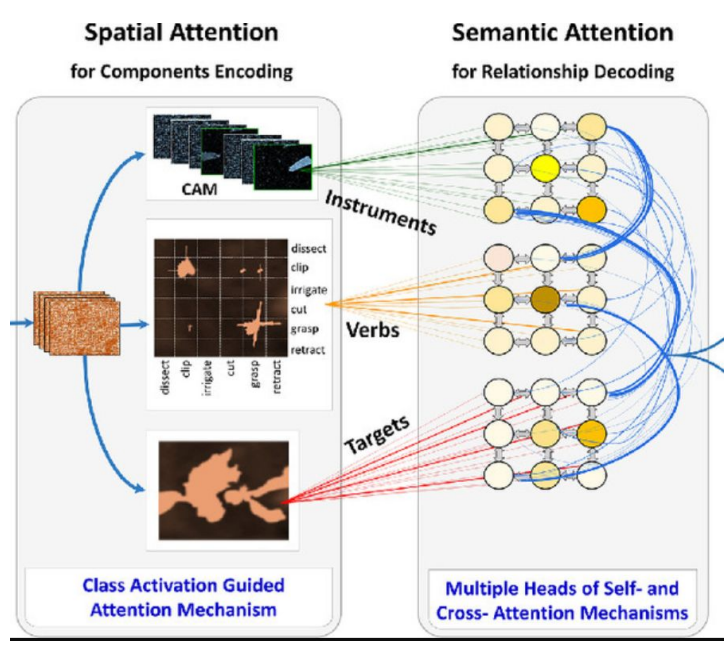 Spatial Attention
for Components Encoding
Semantic Attention
for Relationship Decoding
CAM
Instruments
dissect
clip
irrigate
cut
grasp
retract
dissect
clip
irrigate
cut
grasp
retract
Verbs
Targets
Class Activation Guided
Attention Mechanism
Multiple Heads of Self- and
Cross- Attention Mechanisms